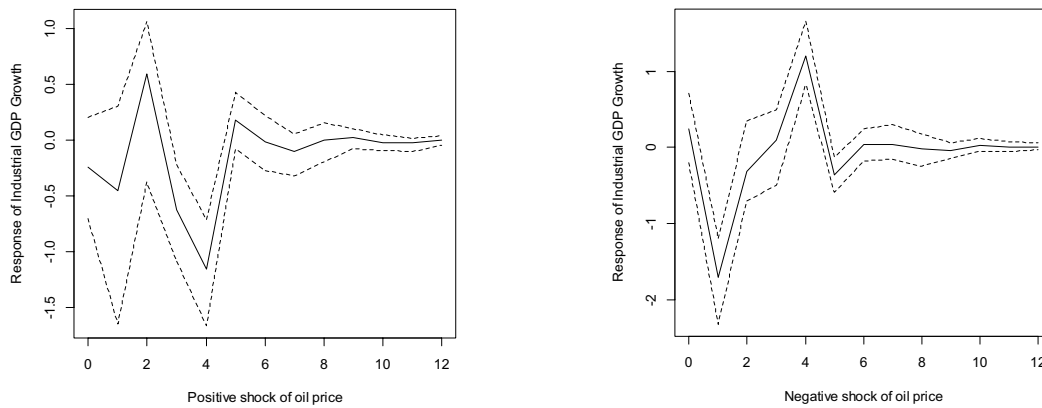 Response of Industrial GDP Growth
1.0
0.5
0.0
-0.5
-1.0
-1.5
0 2 4 6 8 10 12
Positive shock of oil price
Response of Industrial GDP Growth
1
0
-1
-2
0 2 4 6 8 10 12
Negative shock of oil price